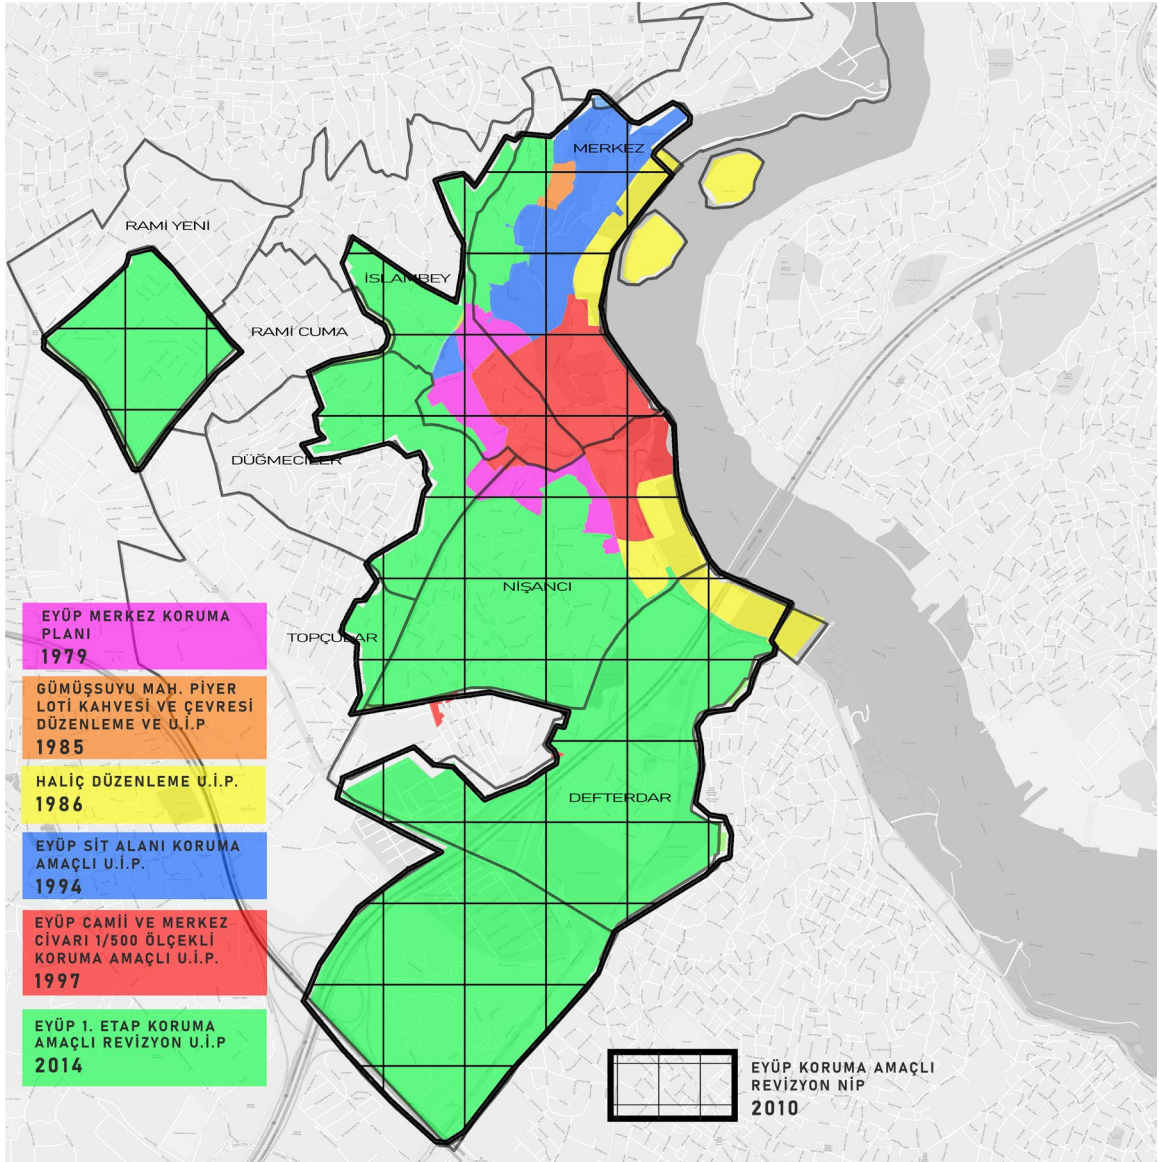 MERKEZ
RAMİ YENİ
İSLAMBEY
RAMİ CUMA
DÜĞMECİLER
NİŞANCI
TOPÇULAR
DEFTERDAR
EYÜP MERKEZ KORUMA
PLANI
1979
GÜMÜŞSUYU MAH. PİYER
LOTİ KAHVESİ VE ÇEVRESİ
DÜZENLEME VE U.İ.P
1985
HALİÇ DÜZENLEME U.İ.P.
1986
EYÜP SİT ALANI KORUMA
AMAÇLI U.İ.P.
1994
EYÜP CAMİİ VE MERKEZ
CİVARI 1/500 ÖLÇEKLİ
KORUMA AMAÇLI U.İ.P.
1997
EYÜP 1. ETAP KORUMA
AMAÇLI REVİZYON U.İ.P
2014
EYÜP KORUMA AMAÇLI
REVİZYON NİP
2010